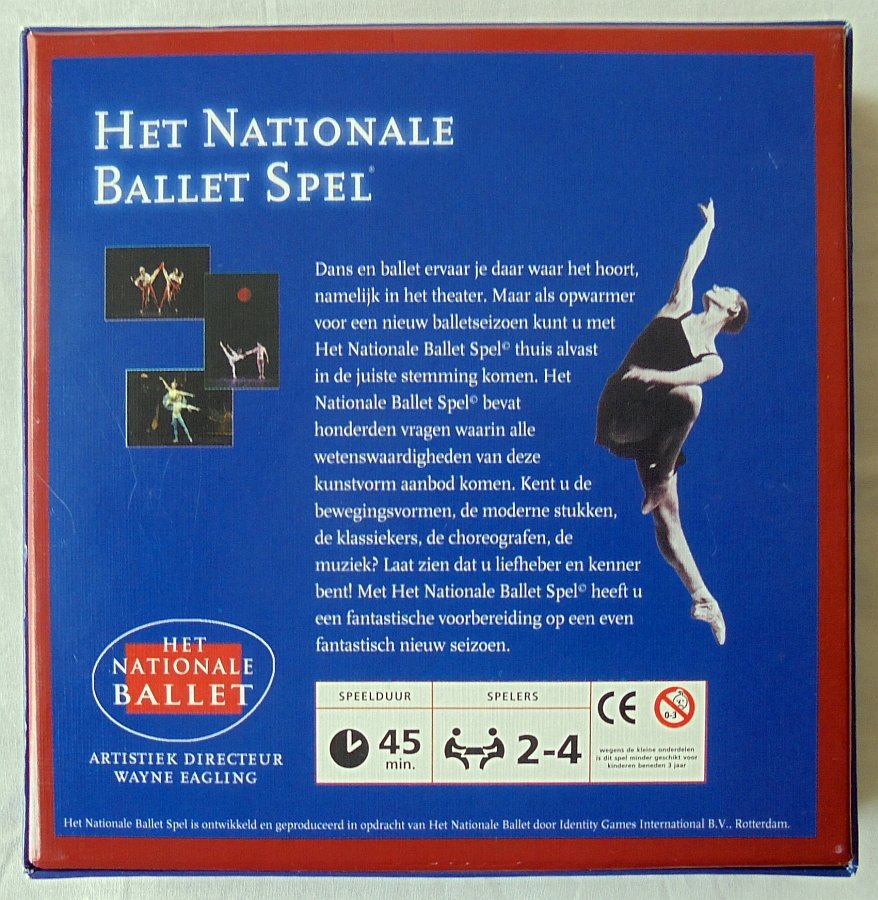 Het Nationale
Ballet Spel®
Dans en ballet ervaar je daar waar het hoort,
namelijk in het theater. Maar als opwarmer
voor een nieuw balletseizoen kunt u met
Het Nationale Ballet Spel© thuis alvast
in de juiste stemming komen. Het
Nationale Ballet Spel© bevat
honderden vragen waarin alle
wetenswaardigheden van deze
kunstvorm aanbod komen. Kent u de
bewegingsvormen, de moderne stukken,
de klassiekers, de choreografen, de
muziek? Laat zien dat u liefheber en kenner
bent! Met Het Nationale Ballet Spel© heeft u
een fantastische voorbereiding op een even
fantastisch nieuw seizoen.
HET
NATIONALE
BALLET
ARTISTIEK DIRECTEUR
WAYNE EAGLING
SPEELDUUR
45
min.
SPELERS
2-4
CE
0-3
wegens de kleine onderdelen
is dit spel minder geschikt voor
kinderen beneden 3 jaar
Het Nationale Ballet Spel is ontwikkeld en geproduceerd in opdracht van Het Nationale Ballet door Identity Games International B.V., Rotterdam.